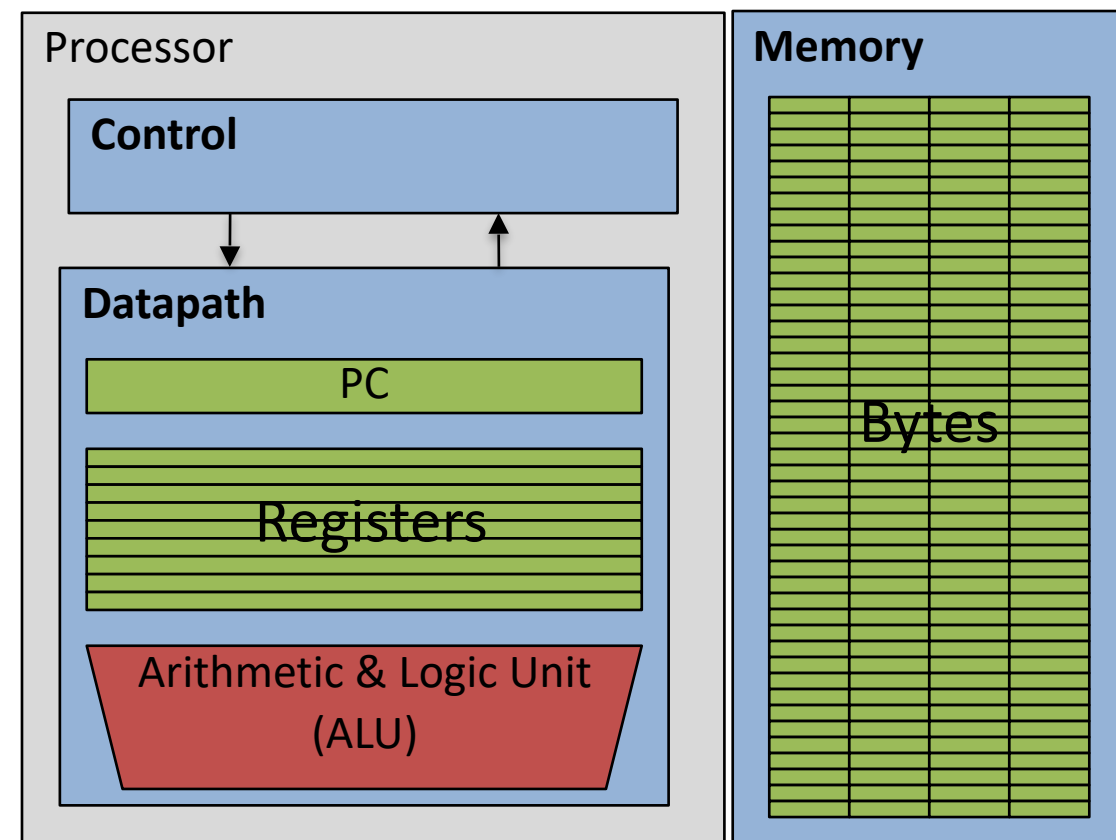 Processor
Control
Datapath
PC
Registers
Arithmetic & Logic Unit
(ALU)
Memory
Bytes